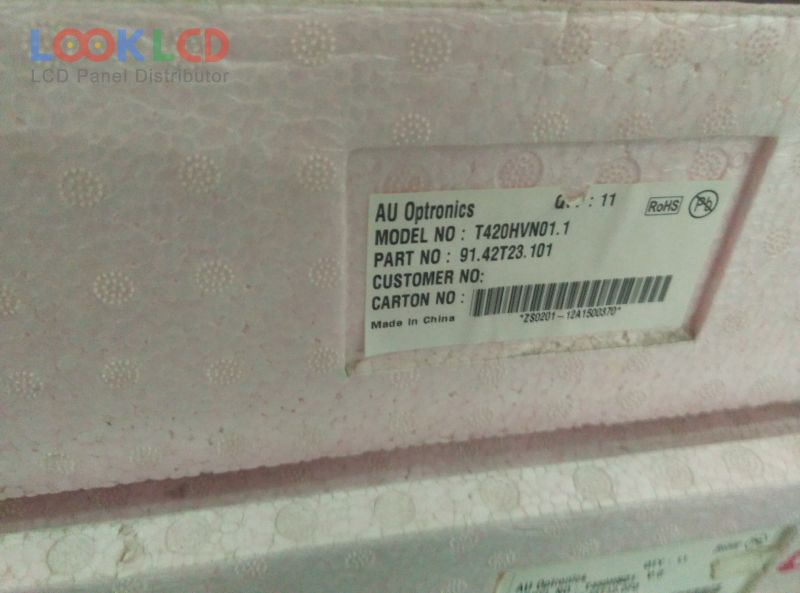 LOOKLCD
LCD Panel Distributor
AU Optronics : 11 RoHS Pb
MODEL NO : T420HVN01.1
PART NO : 91.42T23.101
CUSTOMER NO:
CARTON NO :
*ZS0201-12A1500370*
Made in China
AU Optronics